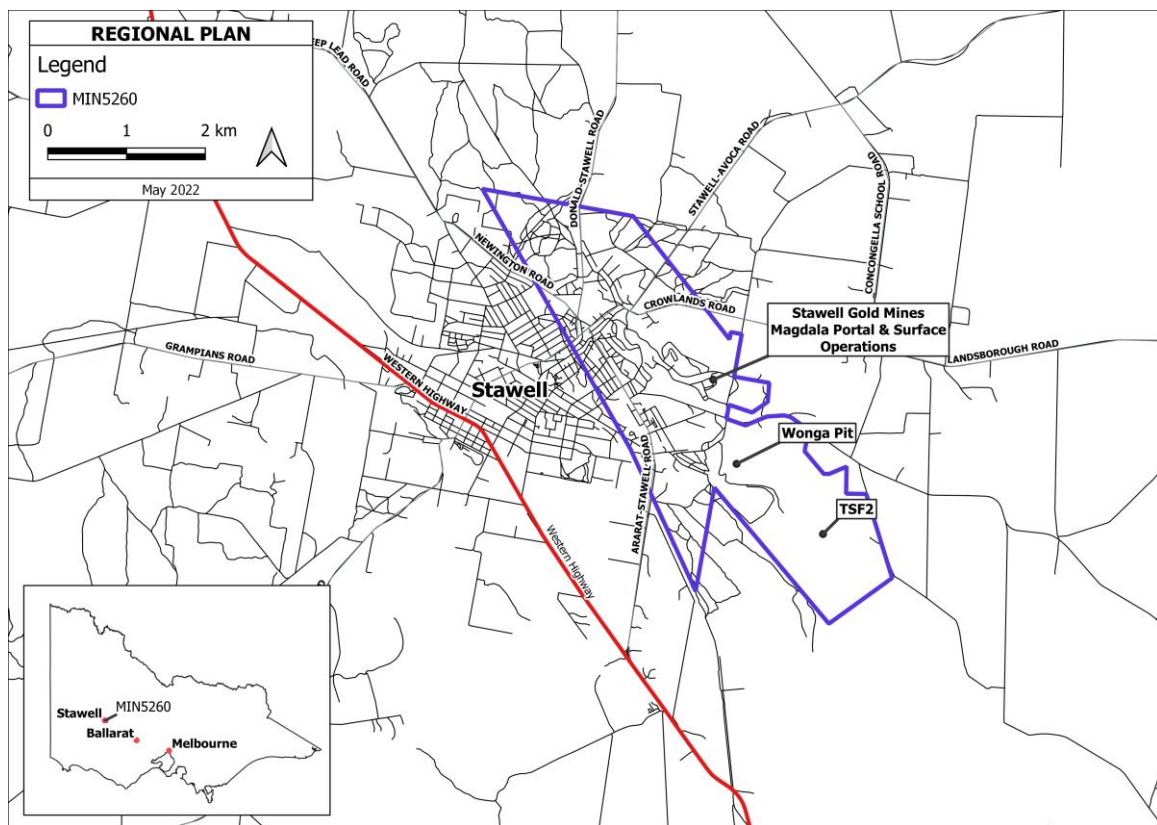 REGIONAL PLAN
Legend
MIN5260
0 1 2 km
May 2022
EEP LEAD ROAD
DONALD-STAWELL ROAD
STAWELL-AVOCA ROAD
CONCONGELLA SCHOOL ROAD
NEWINGTON ROAD
CROWLANDS ROAD
Stawell Gold Mines
Magdala Portal & Surface
Operations
LANDSBOROUGH ROAD
GRAMPIANS ROAD
WESTERN HIGHWAY
Stawell
Wonga Pit
ARARAT-STAWELL ROAD
TSF2
Western Highway
Stawell
MIN5260
Ballarat
Melbourne